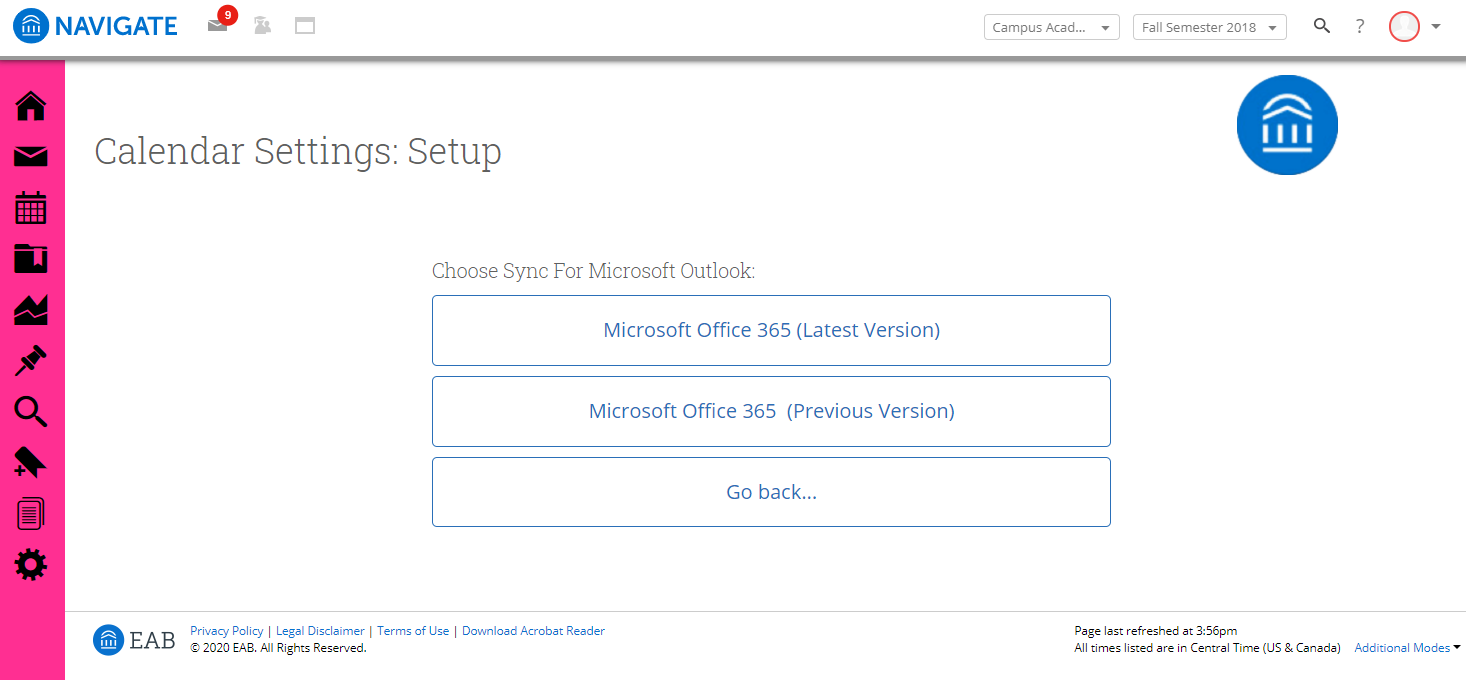 NAVIGATE
9
Campus Acad...
Fall Semester 2018
?
Calendar Settings: Setup
Choose Sync For Microsoft Outlook:
Microsoft Office 365 (Latest Version)
Microsoft Office 365  (Previous Version)
Go back...
EAB
Privacy Policy | Legal Disclaimer | Terms of Use | Download Acrobat Reader
© 2020 EAB. All Rights Reserved.
Page last refreshed at 3:56pm
All times listed are in Central Time (US & Canada)
Additional Modes